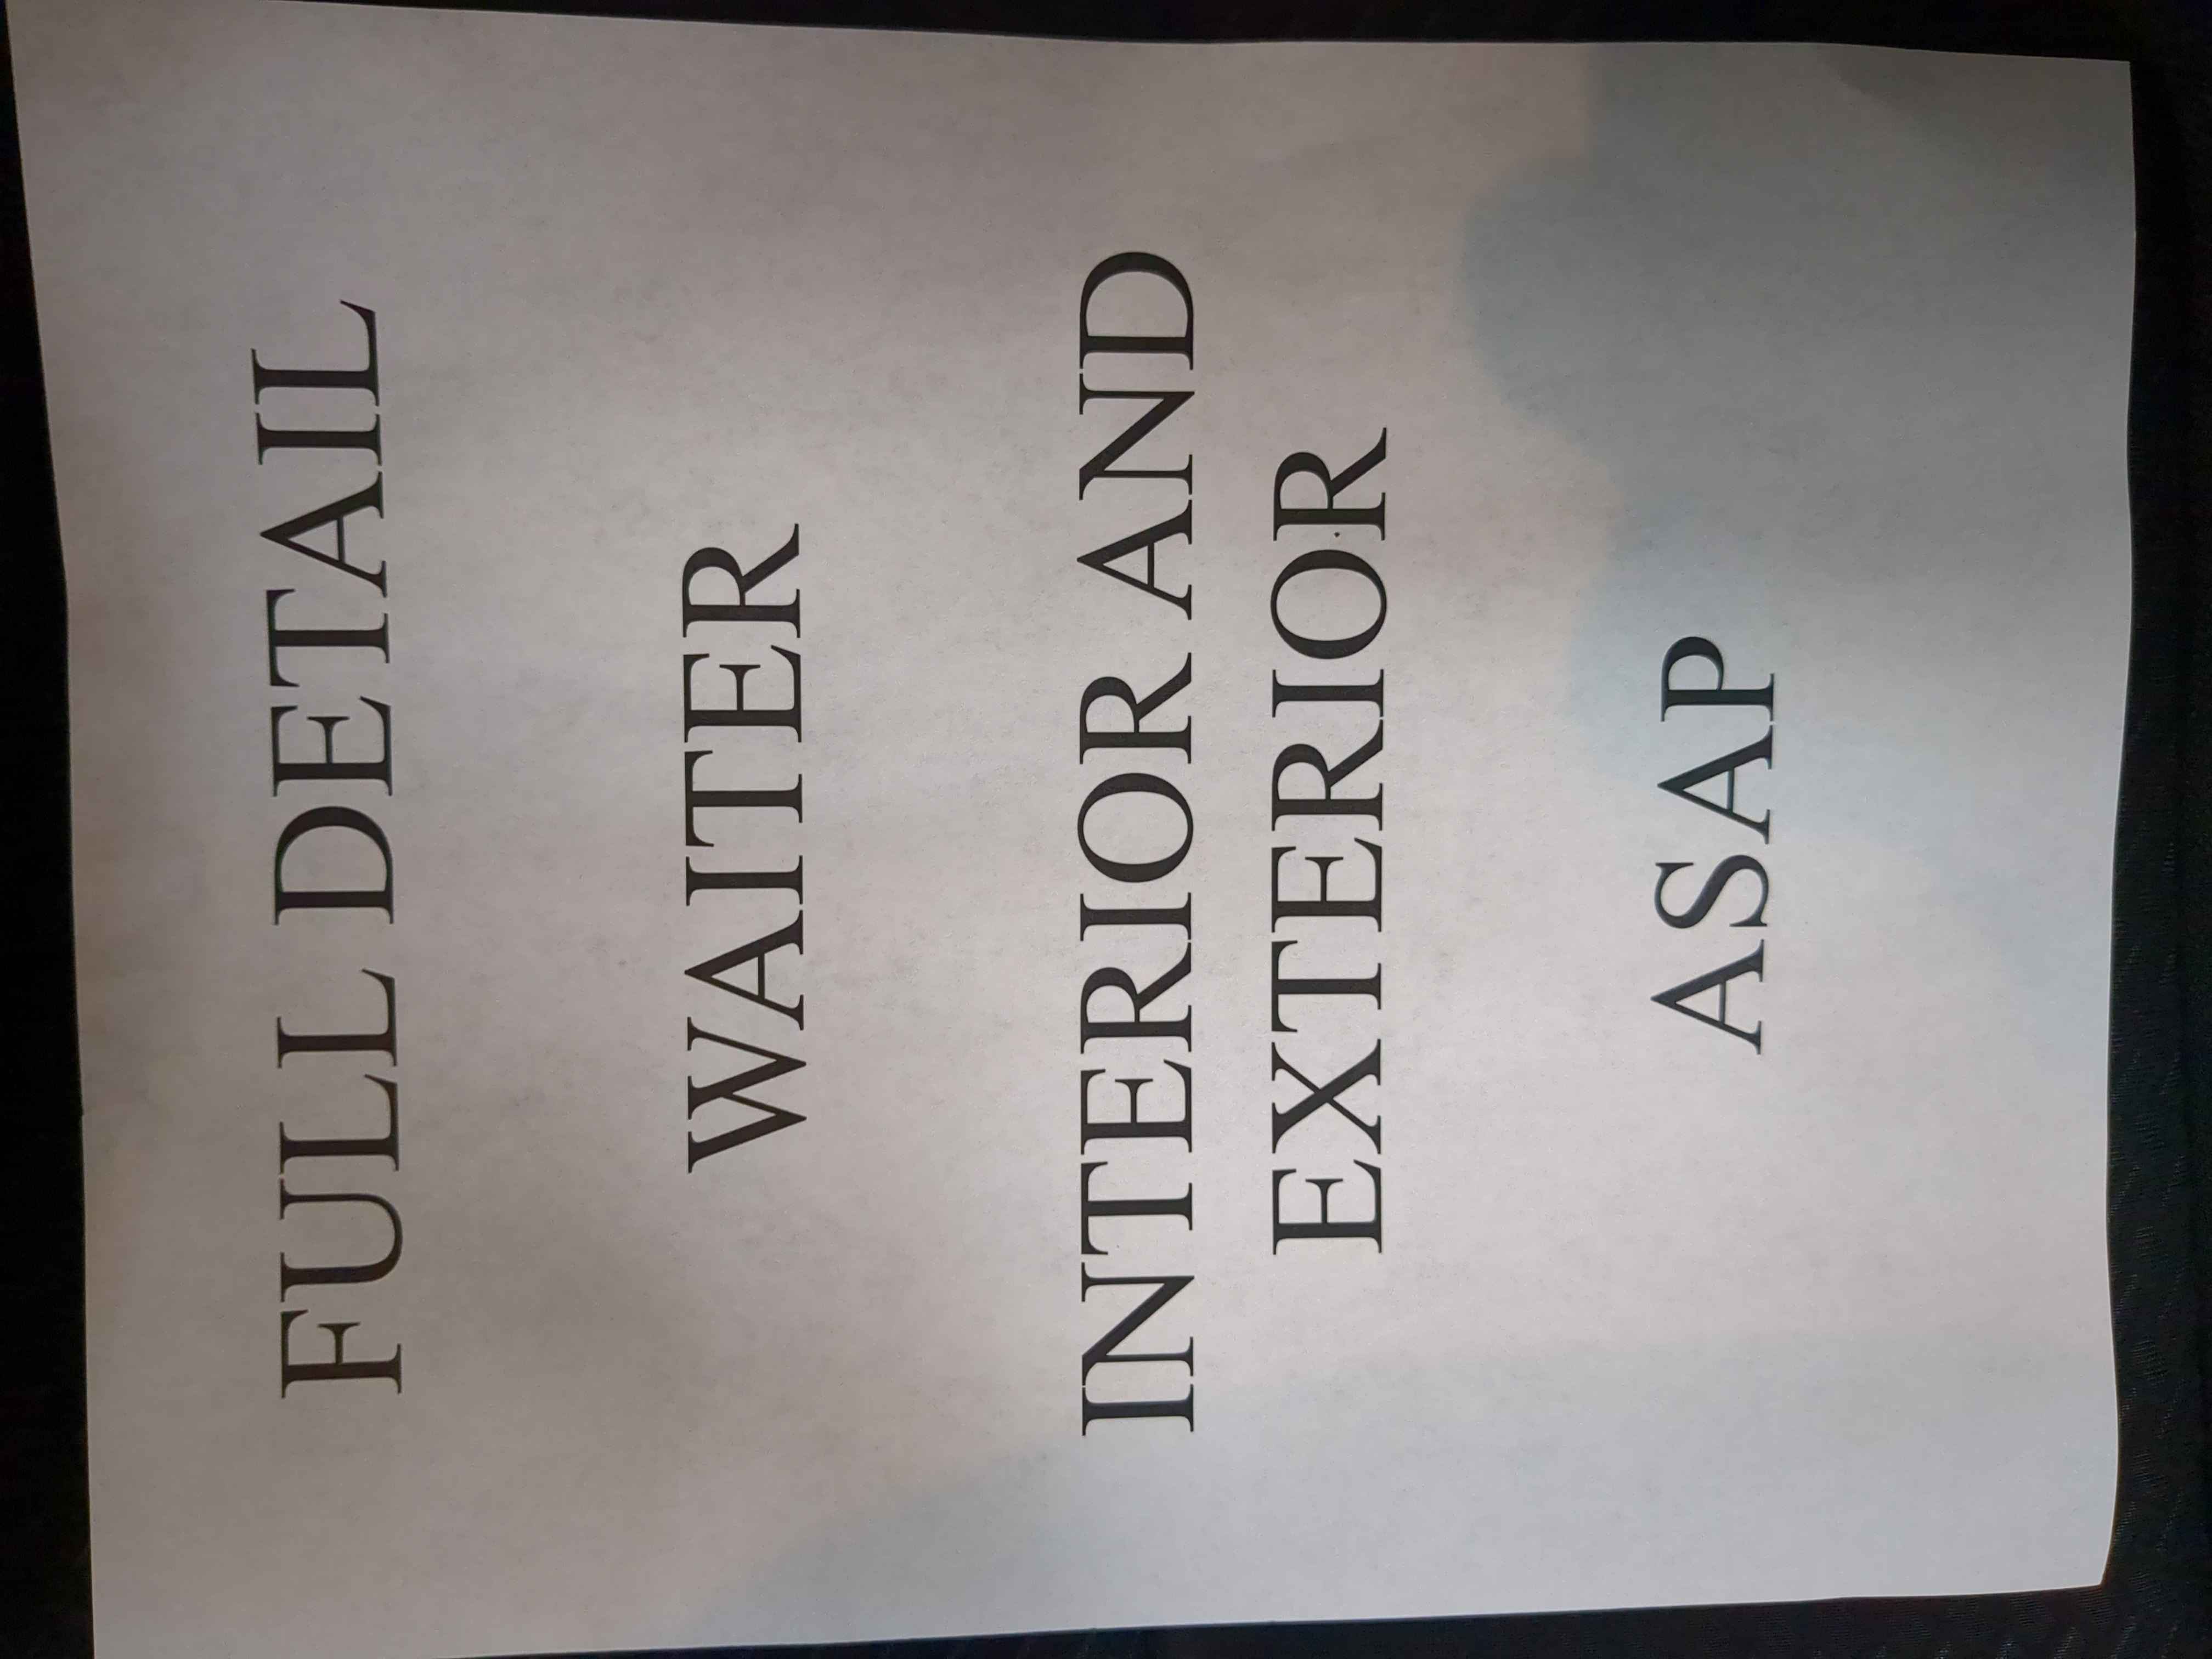 FULL DETAIL
WAITER
INTERIOR AND
EXTERIOR
ASAP